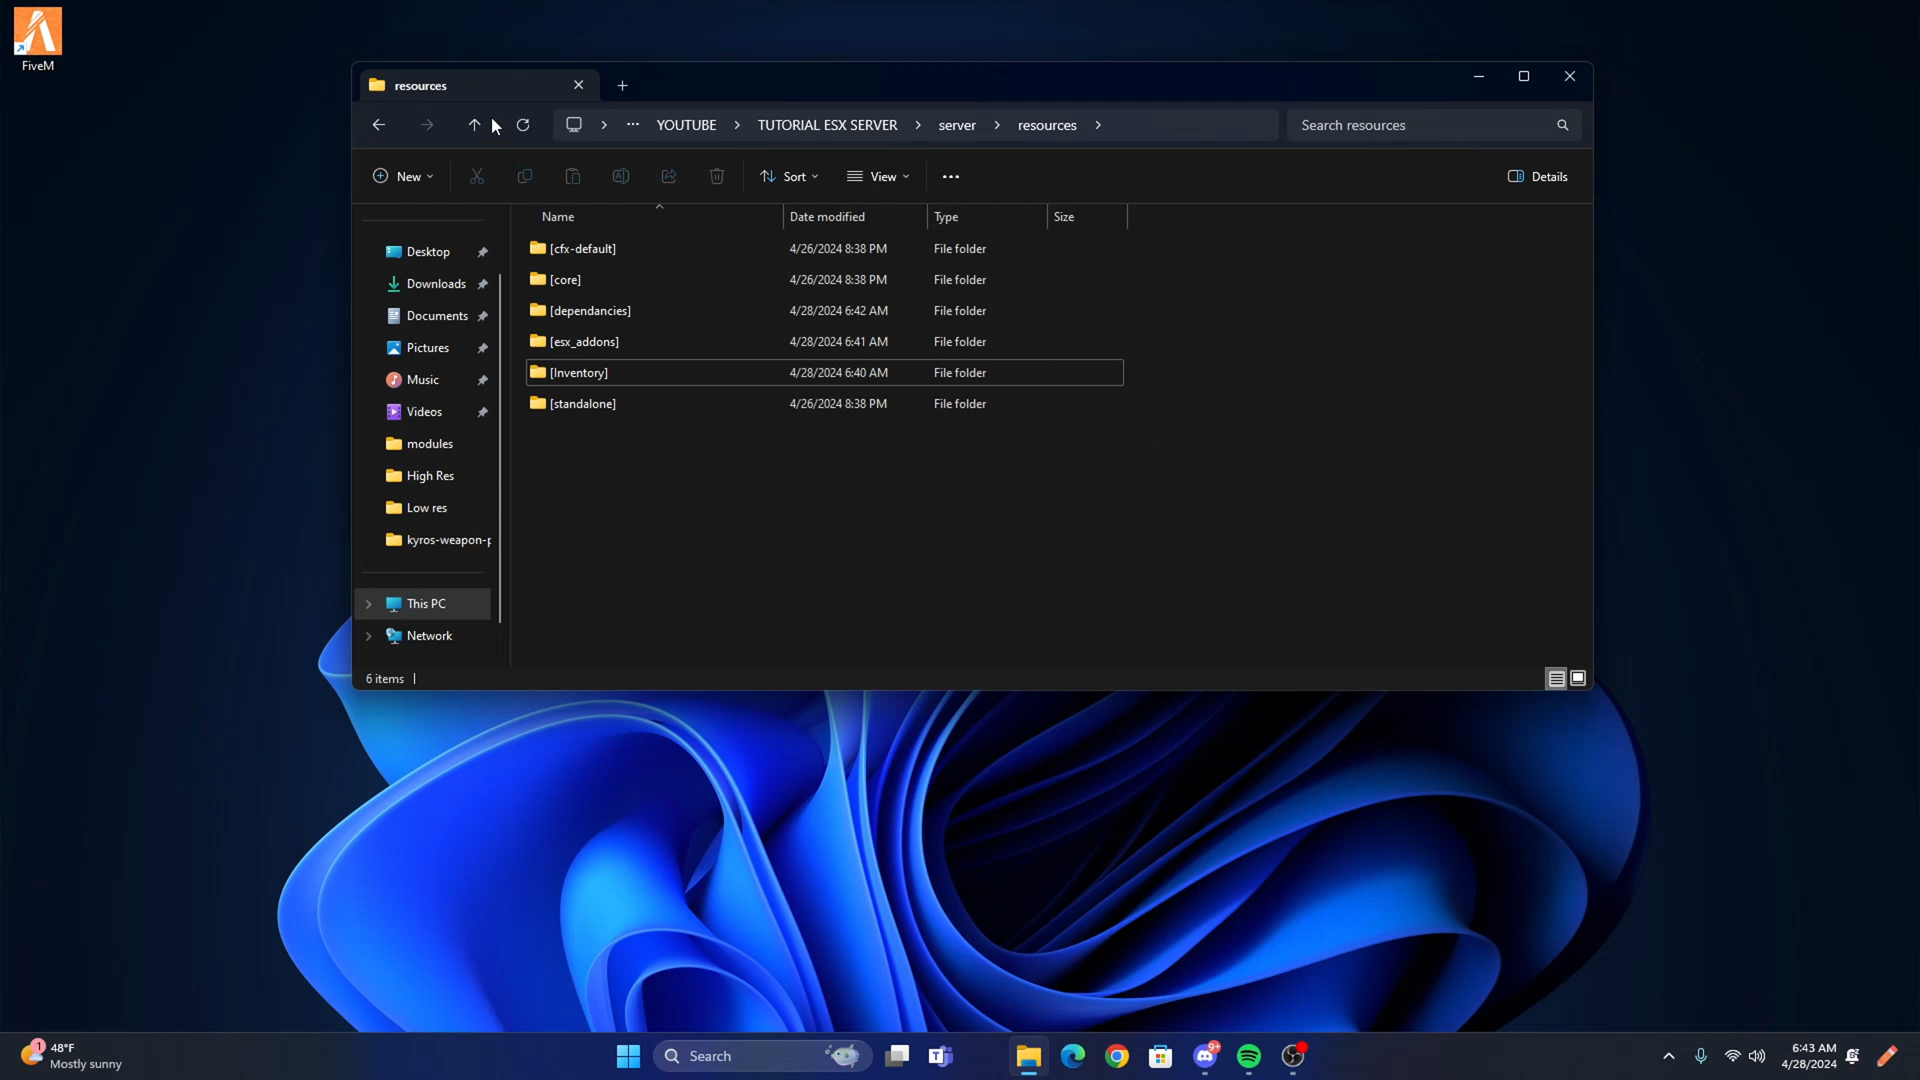 FiveM
resources
YOUTUBE
TUTORIAL ESX SERVER
server
resources
Search resources
New
Sort
View
Details
Name
Date modified
Type
Size
Desktop
Downloads
Documents
Pictures
Music
Videos
modules
High Res
Low res
kyros-weapon-p
This PC
Network
[cfx-default] 4/26/2024 8:38 PM File folder
[core] 4/26/2024 8:38 PM File folder
[dependancies] 4/28/2024 6:42 AM File folder
[esx_addons] 4/28/2024 6:41 AM File folder
[Inventory] 4/28/2024 6:40 AM File folder
[standalone] 4/26/2024 8:38 PM File folder
6 items
1
48°F
Mostly sunny
Search
9+
6:43 AM
4/28/2024